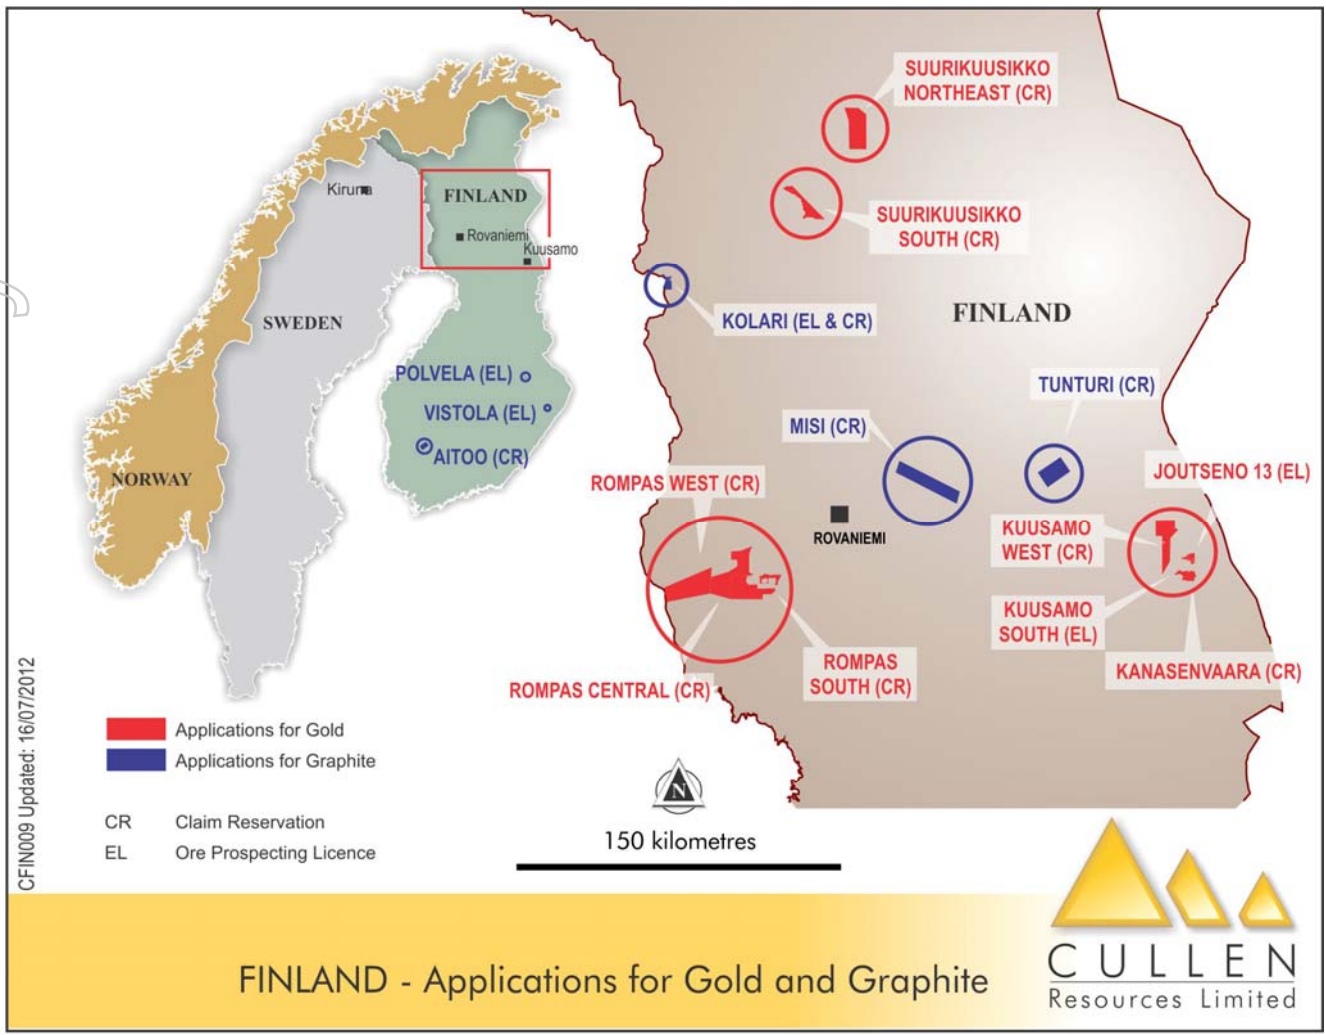 SUURIKUUSIKKO
NORTHEAST (CR)
SUURIKUUSIKKO
SOUTH (CR)
KOLARI (EL & CR)
FINLAND
TUNTURI (CR)
MISI (CR)
JOUTSENO 13 (EL)
ROMPAS WEST (CR)
ROVANIEMI
KUUSAMO
WEST (CR)
KUUSAMO
SOUTH (EL)
KANASENVAARA (CR)
ROMPAS
SOUTH (CR)
ROMPAS CENTRAL (CR)
Kiruna
FINLAND
Rovaniemi
Kuusamo
SWEDEN
POLVELA (EL)
VISTOLA (EL)
AITOO (CR)
NORWAY
Applications for Gold
Applications for Graphite
CR Claim Reservation
EL Ore Prospecting Licence
CFIN009 Updated: 16/07/2012
N
150 kilometres
FINLAND - Applications for Gold and Graphite
CULLEN
Resources Limited